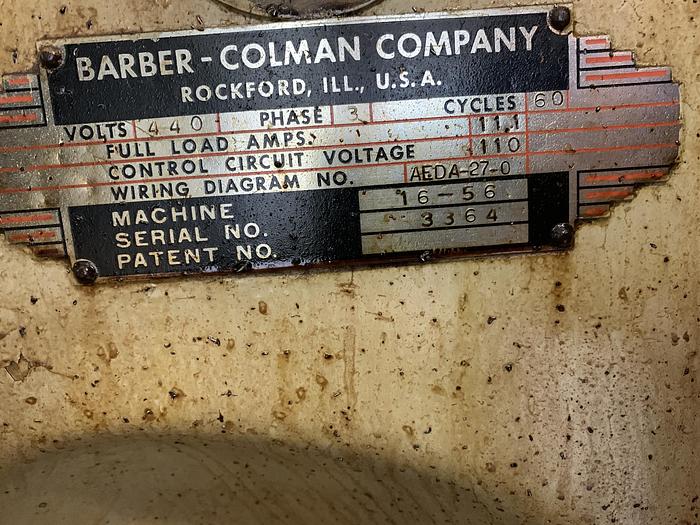 BARBER-COLMAN COMPANY
ROCKFORD, ILL., U.S.A.
VOLTS 440 PHASE 3 CYCLES 60
FULL LOAD AMPS. 11.1
CONTROL CIRCUIT VOLTAGE 110
WIRING DIAGRAM NO. AEDA-27-0
MACHINE 16-56
SERIAL NO. 3364
PATENT NO.